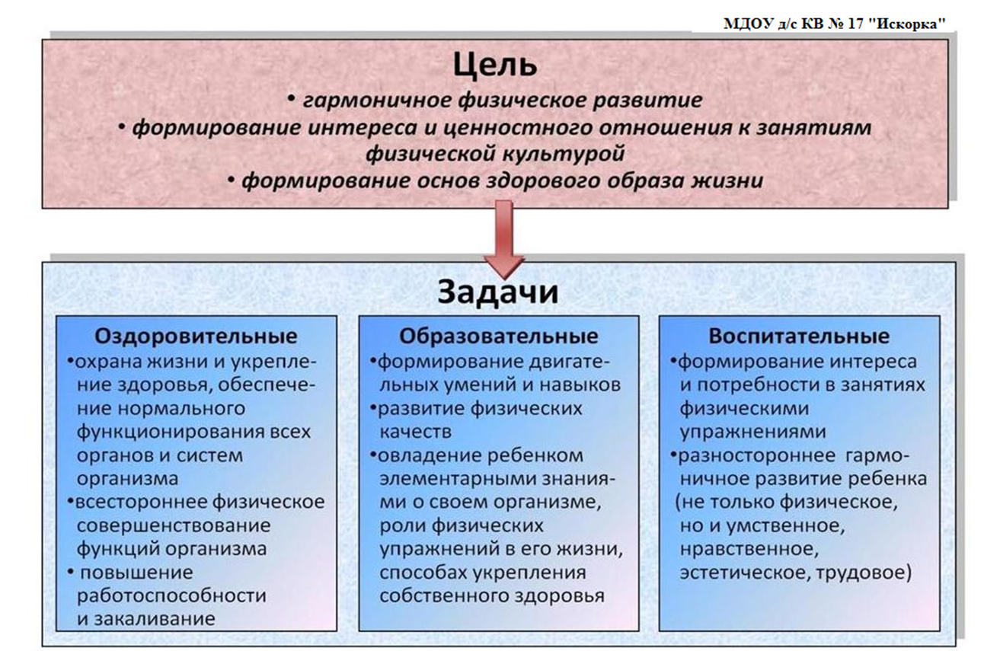 МДОУ д/с КВ № 17 "Искорка"
Цель
• гармоничное физическое развитие
• формирование интереса и ценностного отношения к занятиям
физической культурой
• формирование основ здорового образа жизни
Задачи
Оздоровительные
•охрана жизни и укрепле-
ние здоровья, обеспече-
ние нормального
функционирования всех
органов и систем
организма
•всестороннее физическое
совершенствование
функций организма
• повышение
работоспособности
и закаливание
Образовательные
•формирование двигате-
льных умений и навыков
•развитие физических
качеств
•овладение ребенком
элементарными знания-
ми о своем организме,
роли физических
упражнений в его жизни,
способах укрепления
собственного здоровья
Воспитательные
•формирование интереса
и потребности в занятиях
физическими
упражнениями
•разностороннее гармо-
ничное развитие ребенка
(не только физическое,
но и умственное,
нравственное,
эстетическое, трудовое)